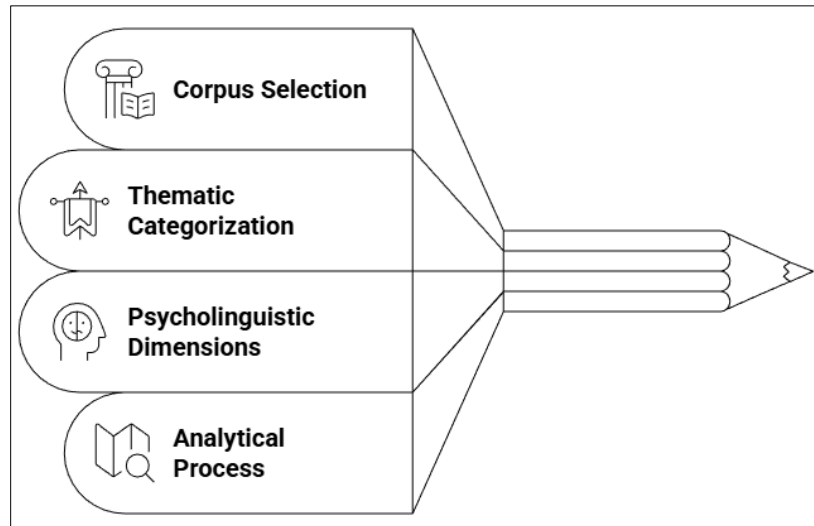 Corpus Selection
Thematic
Categorization
Psycholinguistic
Dimensions
Analytical
Process